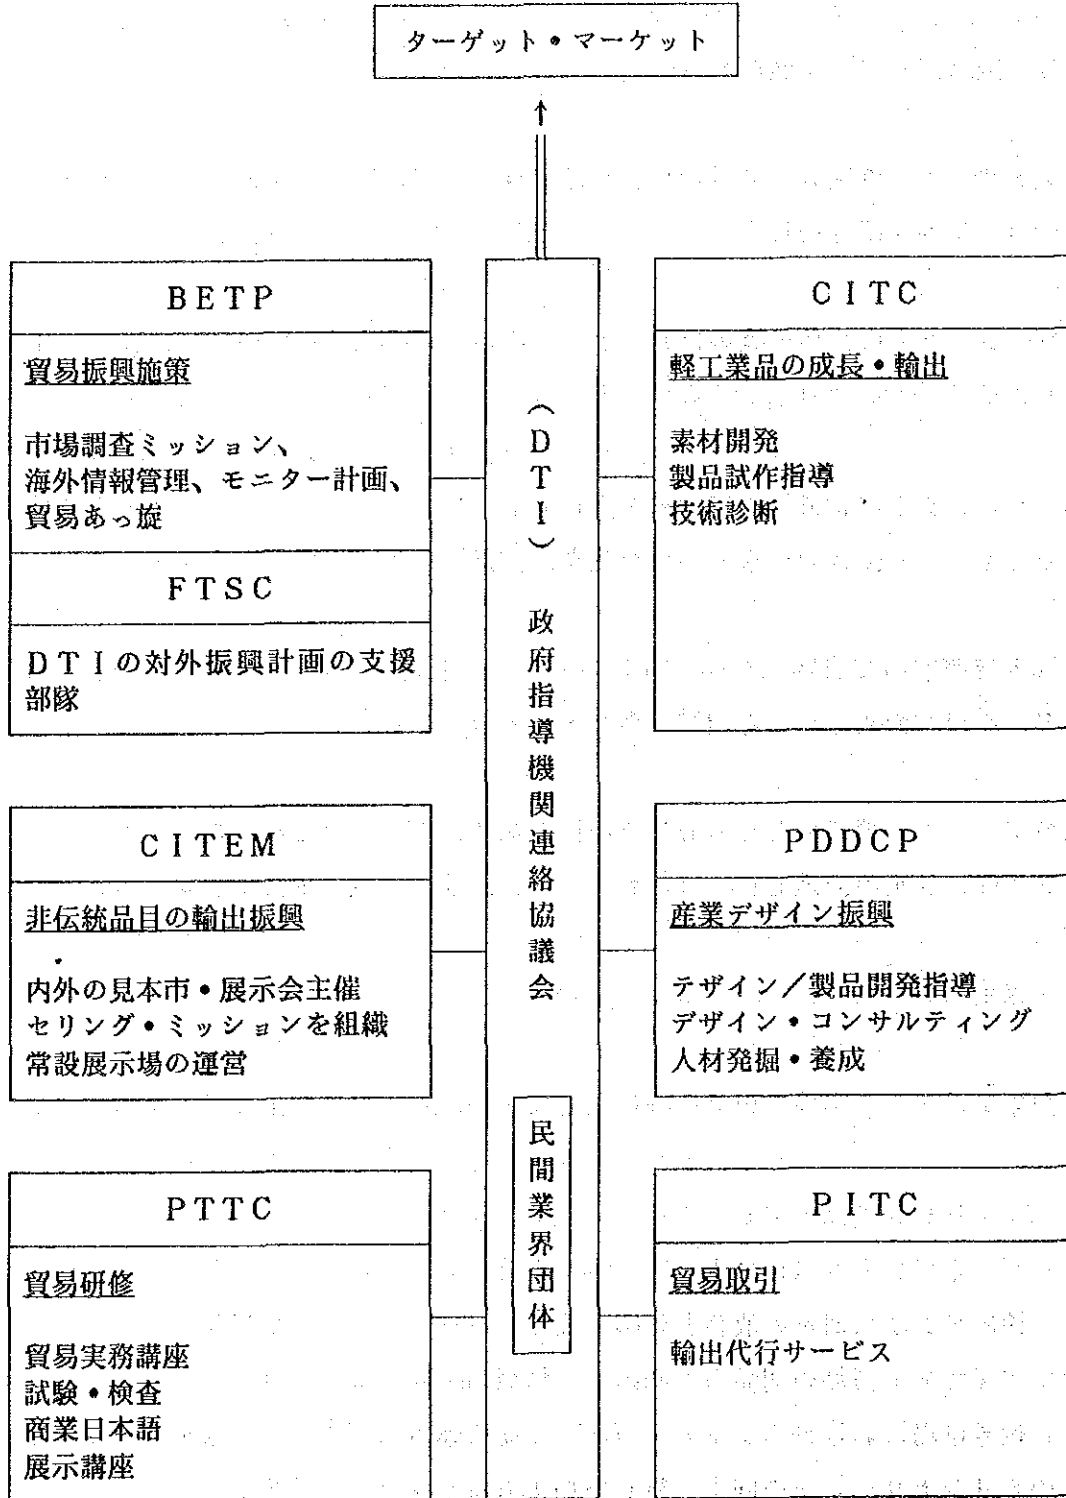 ターゲット・マーケット
↑
BETP
貿易振興施策
市場調査ミッション、
海外情報管理、モニター計画、
貿易あっ旋
FTSC
DTIの対外振興計画の支援
部隊
CITEM
非伝統品目の輸出振興
内外の見本市・展示会主催
セリング・ミッションを組織
常設展示場の運営
PTTC
貿易研修
貿易実務講座
試験・検査
商業日本語
展示講座
（DTI）政府指導機関連絡協議会
民間業界団体
CITC
軽工業品の成長・輸出
素材開発
製品試作指導
技術診断
PDDCP
産業デザイン振興
テザイン／製品開発指導
デザイン・コンサルティング
人材発掘・養成
PITC
貿易取引
輸出代行サービス